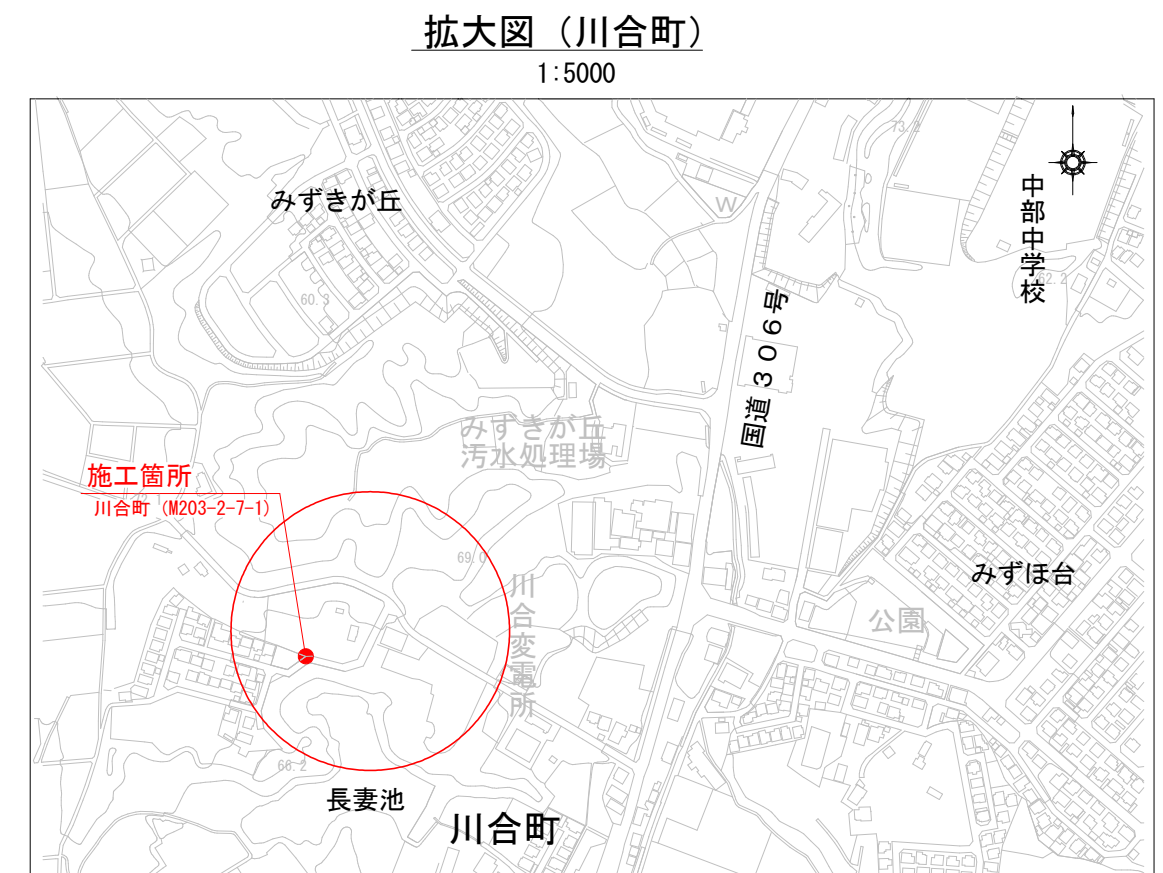 拡大図（川合町）
1:5000
73.2
みずきが丘
W
中部中学校
62.2
60.3
国道３０６号
みずきが丘
汚水処理場
施工箇所
川合町（M203-2-7-1）
69.0
みずほ台
川合変電所
公園
66.2
長妻池
川合町